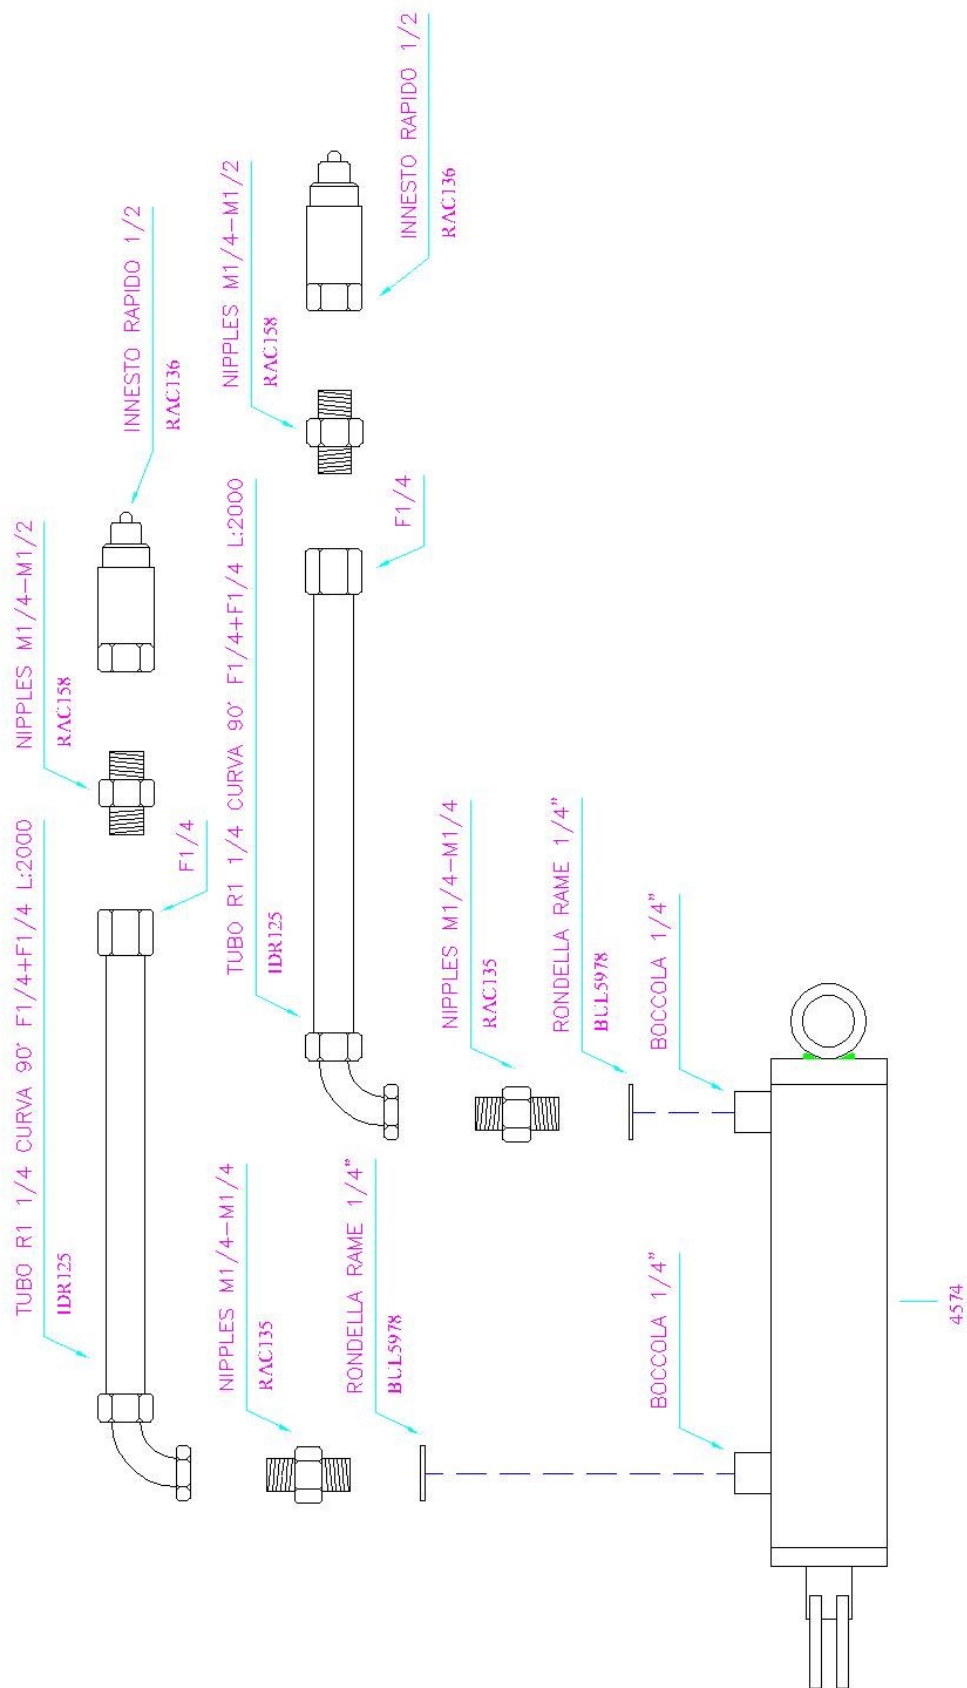 TUBO R1 1/4 CURVA 90° F1/4+F1/4 L:2000
IDR125
NIPPLES M1/4-M1/2
RAC158
INNESTO RAPIDO 1/2
RAC136
F1/4
NIPPLES M1/4-M1/4
RAC135
RONDELLA RAME 1/4"
BUL5978
TUBO R1 1/4 CURVA 90° F1/4+F1/4 L:2000
IDR125
NIPPLES M1/4-M1/2
RAC158
INNESTO RAPIDO 1/2
RAC136
F1/4
NIPPLES M1/4-M1/4
RAC135
RONDELLA RAME 1/4"
BUL5978
BOCCOLA 1/4"
BOCCOLA 1/4"
4574